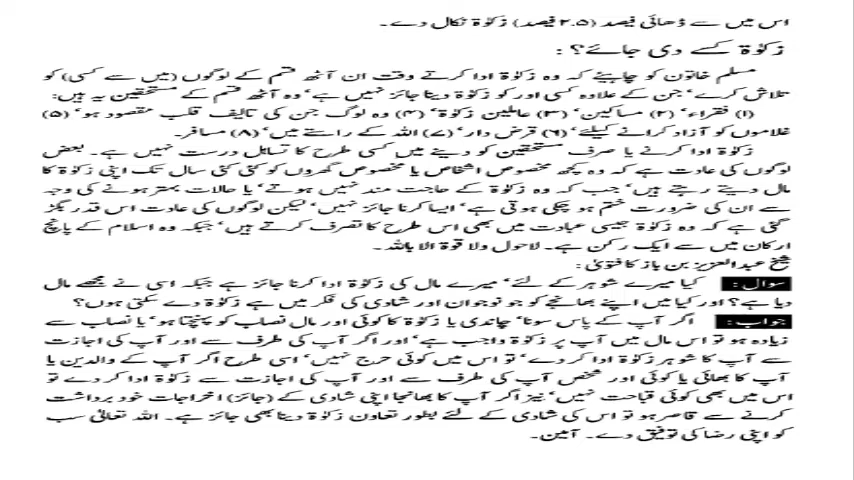 اس میں سے ڈھائی فیصد (۲.۵ فیصد) زکوٰۃ نکال دے۔
زکوٰۃ کسے دی جائے؟:
مسلم خاتون کو چاہیئے کہ وہ زکوٰۃ ادا کرتے وقت ان آٹھ قسم کے لوگوں (میں سے کسی) کو
تلاش کرے‘ جن کے علاوہ کسی اور کو زکوٰۃ دینا جائز نہیں ہے‘ وہ آٹھ قسم کے مستحقین یہ ہیں:
(۱) فقراء‘ (۲) مساکین‘ (۳) عاملین زکوٰۃ‘ (۴) وہ لوگ جن کی تالیف قلب مقصود ہو‘ (۵)
غلاموں کو آزاد کرانے کیلئے‘ (۶) قرض دار‘ (۷) اللہ کے راستے میں‘ (۸) مسافر۔
زکوٰۃ ادا کرنے یا صرف مستحقین کو دینے میں کسی طرح کا تساہل درست نہیں ہے۔ بعض
لوگوں کی عادت ہے کہ وہ کچھ مخصوص اشخاص یا مخصوص گھروں کو کئی کئی سال تک اپنی زکوٰۃ کا
مال دیتے رہتے ہیں‘ جب کہ وہ زکوٰۃ کے حاجت مند نہیں ہوتے‘ یا حالات بہتر ہونے کی وجہ
سے ان کی ضرورت ختم ہو چکی ہوتی ہے‘ ایسا کرنا جائز نہیں‘ لیکن لوگوں کی عادت اس قدر بگڑ
گئی ہے کہ وہ زکوٰۃ جیسی عبادت میں بھی اس طرح کا تصرف کرتے ہیں‘ جبکہ وہ اسلام کے پانچ
ارکان میں سے ایک رکن ہے۔ لاحول ولا قوۃ الا باللہ۔
شیخ عبدالعزیز بن باز کا فتویٰ:
سوال: کیا میرے شوہر کے لئے‘ میرے مال کی زکوٰۃ ادا کرنا جائز ہے جبکہ اسی نے مجھے مال
دیا ہے؟ اور کیا میں اپنے بھانجے کو جو نوجوان اور شادی کی فکر میں ہے زکوٰۃ دے سکتی ہوں؟
جواب: اگر آپ کے پاس سونا‘ چاندی یا زکوٰۃ کا کوئی اور مال نصاب کو پہنچتا ہو‘ یا نصاب سے
زیادہ ہو تو اس مال میں آپ پر زکوٰۃ واجب ہے‘ اور اگر آپ کی طرف سے اور آپ کی اجازت
سے آپ کا شوہر زکوٰۃ ادا کر دے‘ تو اس میں کوئی حرج نہیں‘ اسی طرح اگر آپ کے والدین یا
آپ کا بھائی یا کوئی اور شخص آپ کی طرف سے اور آپ کی اجازت سے زکوٰۃ ادا کر دے تو
اس میں بھی کوئی قباحت نہیں‘ نیز اگر آپ کا بھانجا اپنی شادی کے (جائز) اخراجات خود برداشت
کرنے سے قاصر ہو تو اس کی شادی کے لئے بطور تعاون زکوٰۃ دینا بھی جائز ہے۔ اللہ تعالیٰ سب
کو اپنی رضا کی توفیق دے۔ آمین۔